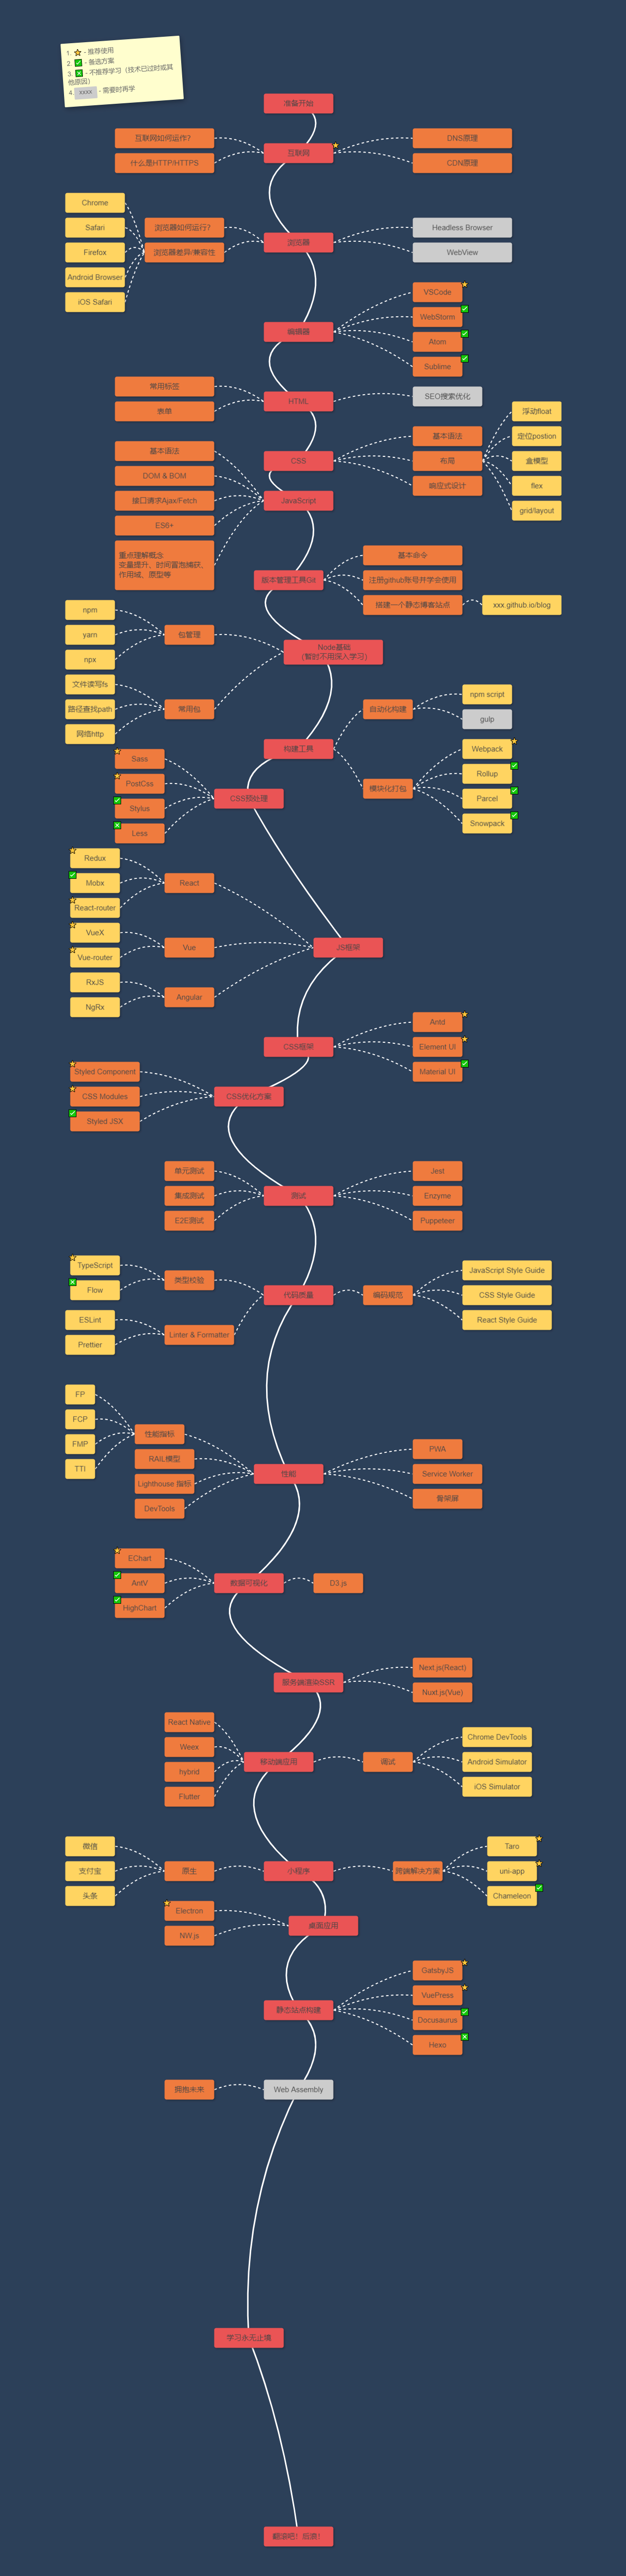 1. - 推荐使用
2. - 备选方案
3. - 不推荐学习（技术已过时或其
他原因）
4. xxxx - 需要时再学
准备开始
互联网如何运作?
什么是HTTP/HTTPS
互联网
DNS原理
CDN原理
Chrome
Safari
Firefox
Android Browser
iOS Safari
浏览器如何运行?
浏览器差异/兼容性
浏览器
Headless Browser
WebView
编辑器
VSCode
WebStorm
Atom
Sublime
常用标签
表单
HTML
SEO搜索优化
CSS
基本语法
布局
响应式设计
浮动float
定位postion
盒模型
flex
grid/layout
基本语法
DOM & BOM
接口请求Ajax/Fetch
ES6+
重点理解概念
变量提升、时间冒泡捕获、
作用域、原型等
JavaScript
版本管理工具Git
基本命令
注册github账号并学会使用
搭建一个静态博客站点
xxx.github.io/blog
npm
yarn
npx
包管理
文件读写fs
路径查找path
网络http
常用包
Node基础
（暂时不用深入学习）
构建工具
自动化构建
npm script
gulp
模块化打包
Webpack
Rollup
Parcel
Snowpack
Sass
PostCss
Stylus
Less
CSS预处理
Redux
Mobx
React-router
React
VueX
Vue-router
Vue
RxJS
NgRx
Angular
JS框架
CSS框架
Antd
Element UI
Material UI
Styled Component
CSS Modules
Styled JSX
CSS优化方案
单元测试
集成测试
E2E测试
测试
Jest
Enzyme
Puppeteer
TypeScript
Flow
类型校验
ESLint
Prettier
Linter & Formatter
代码质量
编码规范
JavaScript Style Guide
CSS Style Guide
React Style Guide
FP
FCP
FMP
TTI
性能指标
RAIL模型
Lighthouse 指标
DevTools
性能
PWA
Service Worker
骨架屏
EChart
AntV
HighChart
数据可视化
D3.js
服务端渲染SSR
Next.js(React)
Nuxt.js(Vue)
React Native
Weex
hybrid
Flutter
移动端应用
调试
Chrome DevTools
Android Simulator
iOS Simulator
微信
支付宝
头条
原生
小程序
跨端解决方案
Taro
uni-app
Chameleon
Electron
NW.js
桌面应用
静态站点构建
GatsbyJS
VuePress
Docusaurus
Hexo
拥抱未来
Web Assembly
学习永无止境